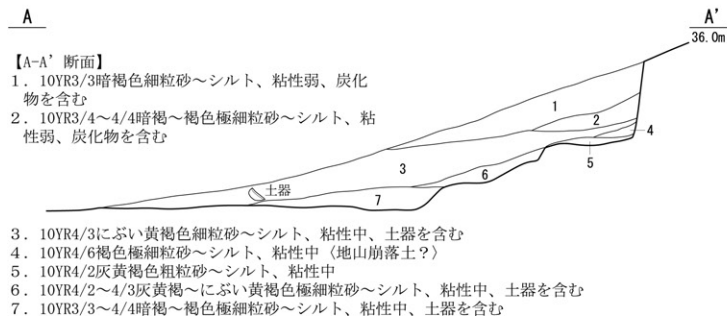 A
A’
36.0m
【A-A’断面】
1．10YR3/3暗褐色細粒砂～シルト、粘性弱、炭化
物を含む
2．10YR3/4～4/4暗褐～褐色極細粒砂～シルト、粘
性弱、炭化物を含む
1
2
4
3
5
6
土器
7
3．10YR4/3にぶい黄褐色細粒砂～シルト、粘性中、土器を含む
4．10YR4/6褐色極細粒砂～シルト、粘性中〈地山崩落土？〉
5．10YR4/2灰黄褐色粗粒砂～シルト、粘性中
6．10YR4/2～4/3灰黄褐～にぶい黄褐色極細粒砂～シルト、粘性中、土器を含む
7．10YR3/3～4/4暗褐～褐色極細粒砂～シルト、粘性中、土器を含む